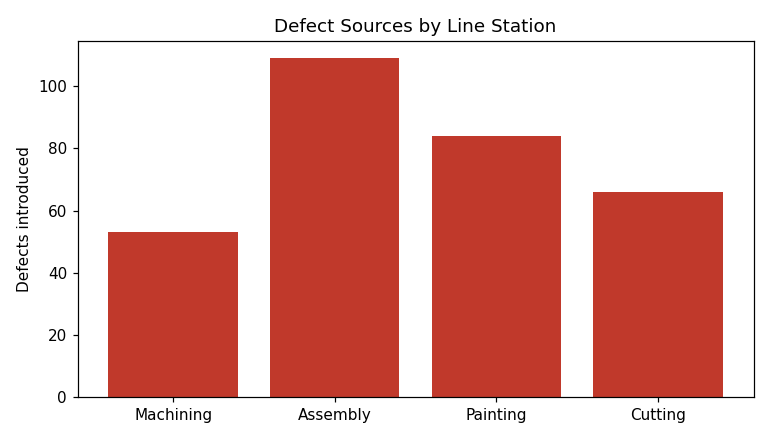 Defect Sources by Line Station
Defects introduced
100
80
60
40
20
0
Machining
Assembly
Painting
Cutting